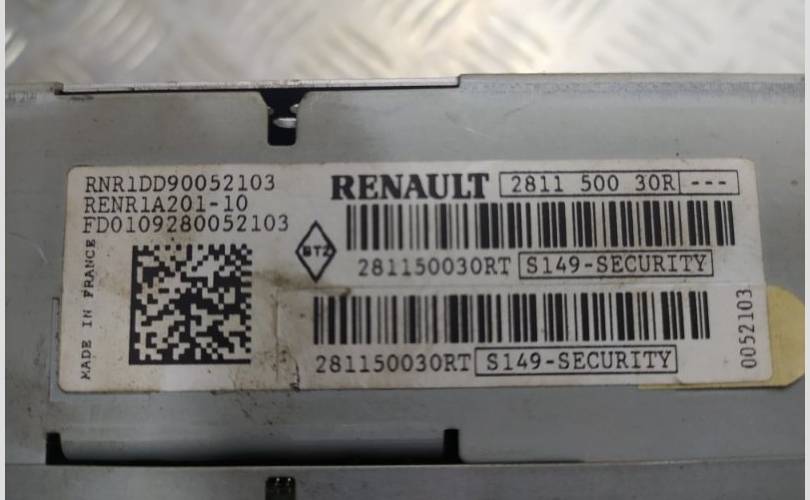 RNR1DD90052103
RENR1A201-10
FD0109280052103
MADE IN FRANCE
RENAULT 2811 500 30R ---
BTZ
281150030RT S149-SECURITY
281150030RT S149-SECURITY
0052103